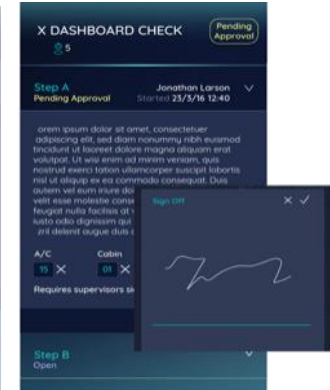 X DASHBOARD CHECK
Pending Approval
5
Step A
Jonathan Larson
Pending Approval
Started 23/3/16 12:40
orem ipsum dolor sit amet, consectetuer
adipiscing elit, sed diam nonummy nibh euismod
tincidunt ut laoreet dolore magna aliquam erat
volutpat. Ut wisi enim ad minim veniam, quis
nostrud exerci tation ullamcorper suscipit lobortis
nisl ut aliquip ex ea commodo consequat. Duis
autem vel eum iriure dol
velit esse molestie conse
feugiat nulla facilisis at v
iusto odio dignissim qui
zril delenit augue duis d
Sign Off
A/C
Cabin
15
01
Requires supervisors si
Step B
Open